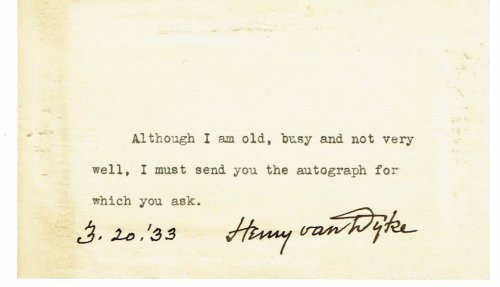 Although I am old, busy and not very
well, I must send you the autograph for
which you ask.
3.20.'33 Henry van Dyke